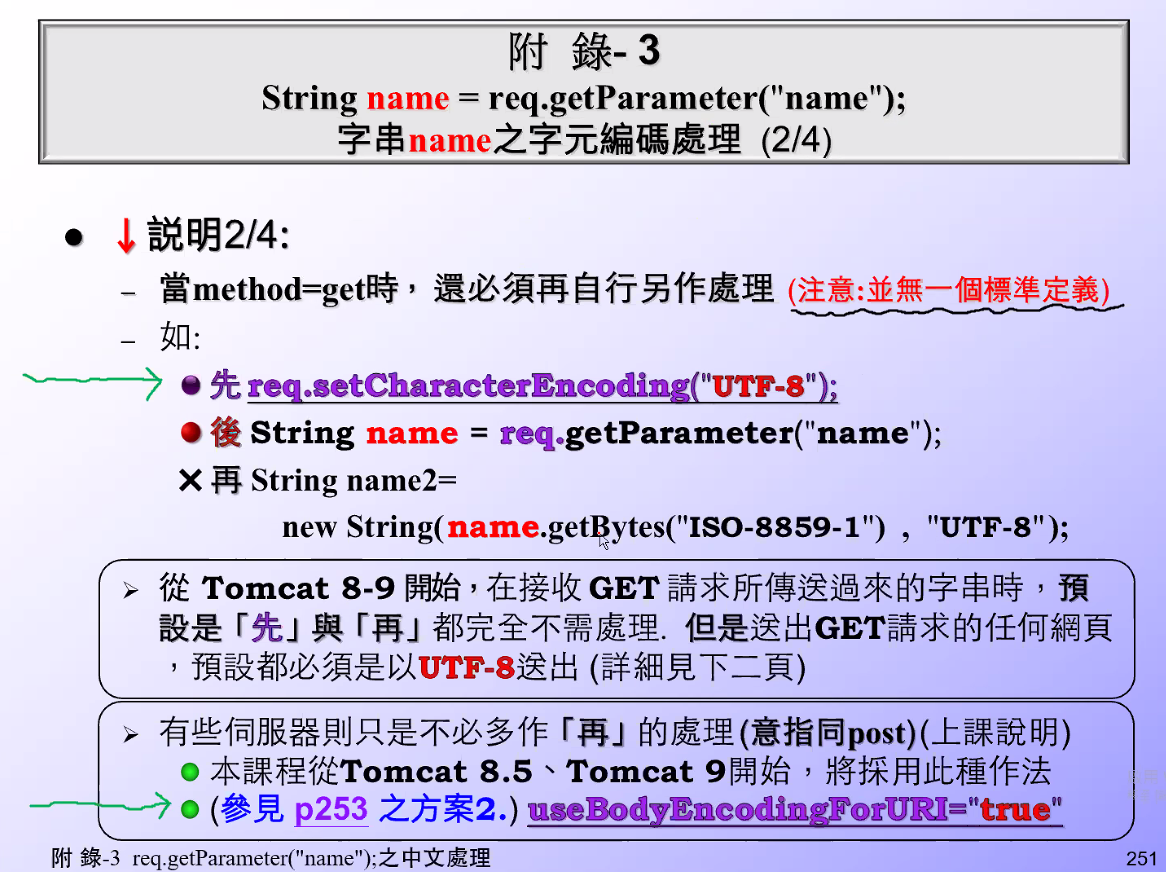 附 錄- 3
String name = req.getParameter("name");
字串name之字元編碼處理 (2/4)
● ↓說明2/4:
– 當method=get時，還必須再自行另作處理 (注意:並無一個標準定義)
– 如:
● 先 req.setCharacterEncoding("UTF-8");
● 後 String name = req.getParameter("name");
✕ 再 String name2=
new String( name.getBytes("ISO-8859-1") , "UTF-8");
➢ 從 Tomcat 8-9 開始，在接收 GET 請求所傳送過來的字串時，預
設是「先」與「再」都完全不需處理. 但是送出GET請求的任何網頁
，預設都必須是以UTF-8送出 (詳細見下二頁)
➢ 有些伺服器則只是不必多作「再」的處理 (意指同post)(上課說明)
● 本課程從Tomcat 8.5、Tomcat 9開始，將採用此種作法
● (參見 p253 之方案2.) useBodyEncodingForURI="true"
附 錄-3 req.getParameter("name");之中文處理
251